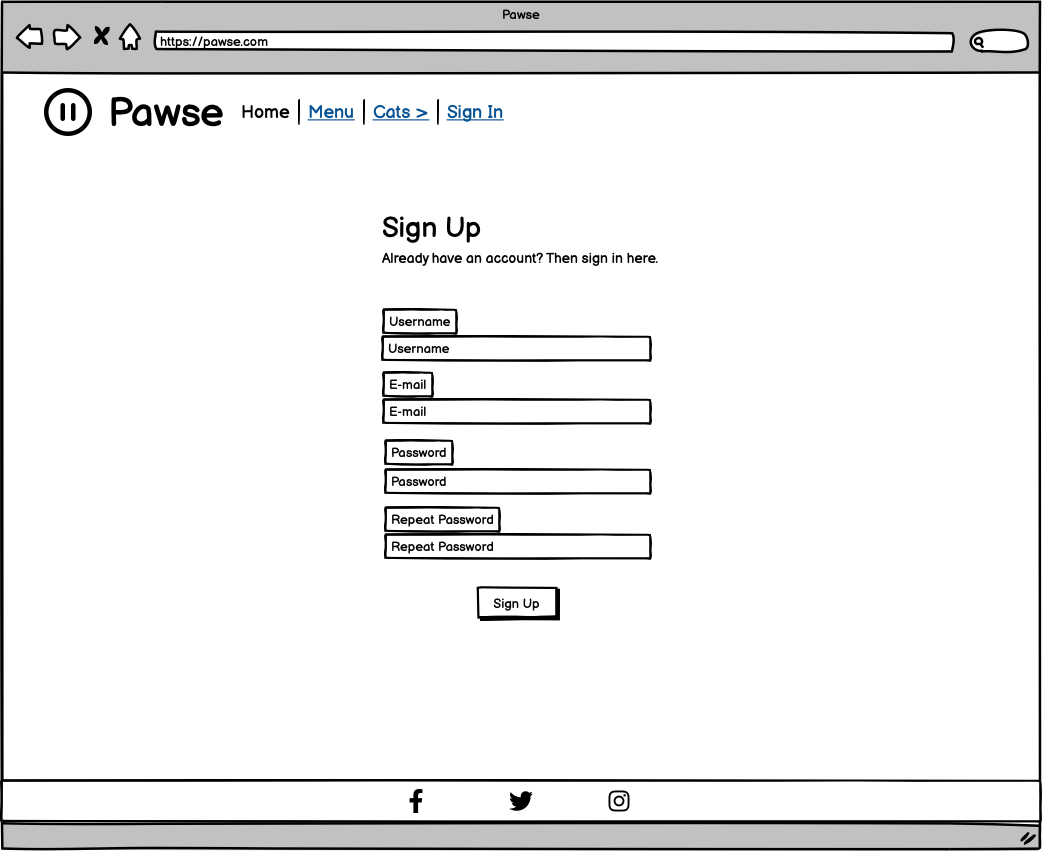 Pawse
https://pawse.com
Pawse Home Menu Cats > Sign In
Sign Up
Already have an account? Then sign in here.
Username
Username
E-mail
E-mail
Password
Password
Repeat Password
Repeat Password
Sign Up